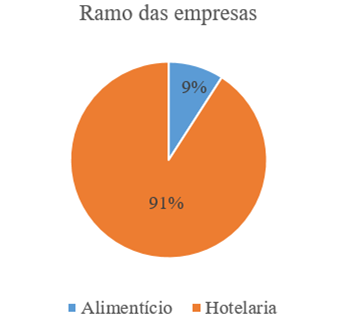 Ramo das empresas
9%
91%
Alimentício Hotelaria